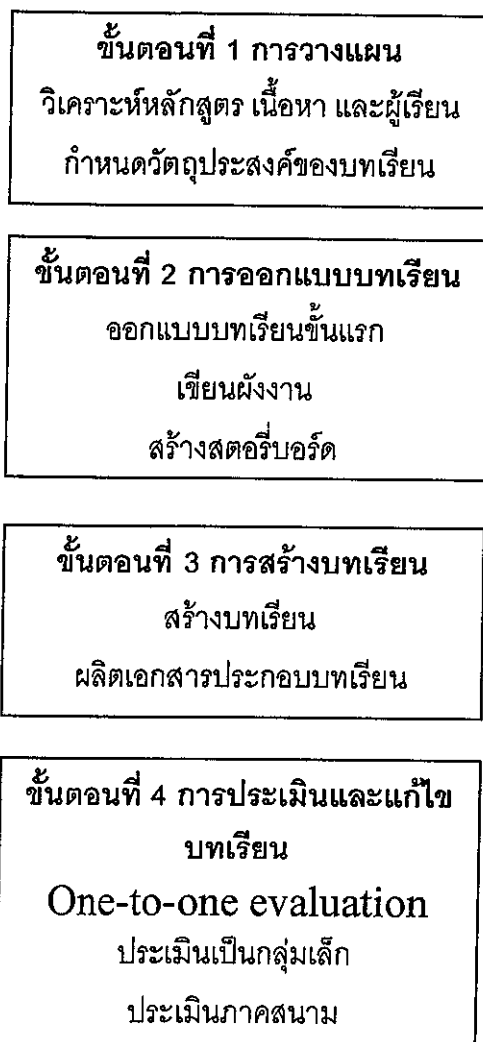 ขั้นตอนที่ 1 การวางแผน
วิเคราะห์หลักสูตร เนื้อหา และผู้เรียน
กำหนดวัตถุประสงค์ของบทเรียน
ขั้นตอนที่ 2 การออกแบบบทเรียน
ออกแบบบทเรียนขั้นแรก
เขียนผังงาน
สร้างสตอรี่บอร์ด
ขั้นตอนที่ 3 การสร้างบทเรียน
สร้างบทเรียน
ผลิตเอกสารประกอบบทเรียน
ขั้นตอนที่ 4 การประเมินและแก้ไข
บทเรียน
One-to-one evaluation
ประเมินเป็นกลุ่มเล็ก
ประเมินภาคสนาม